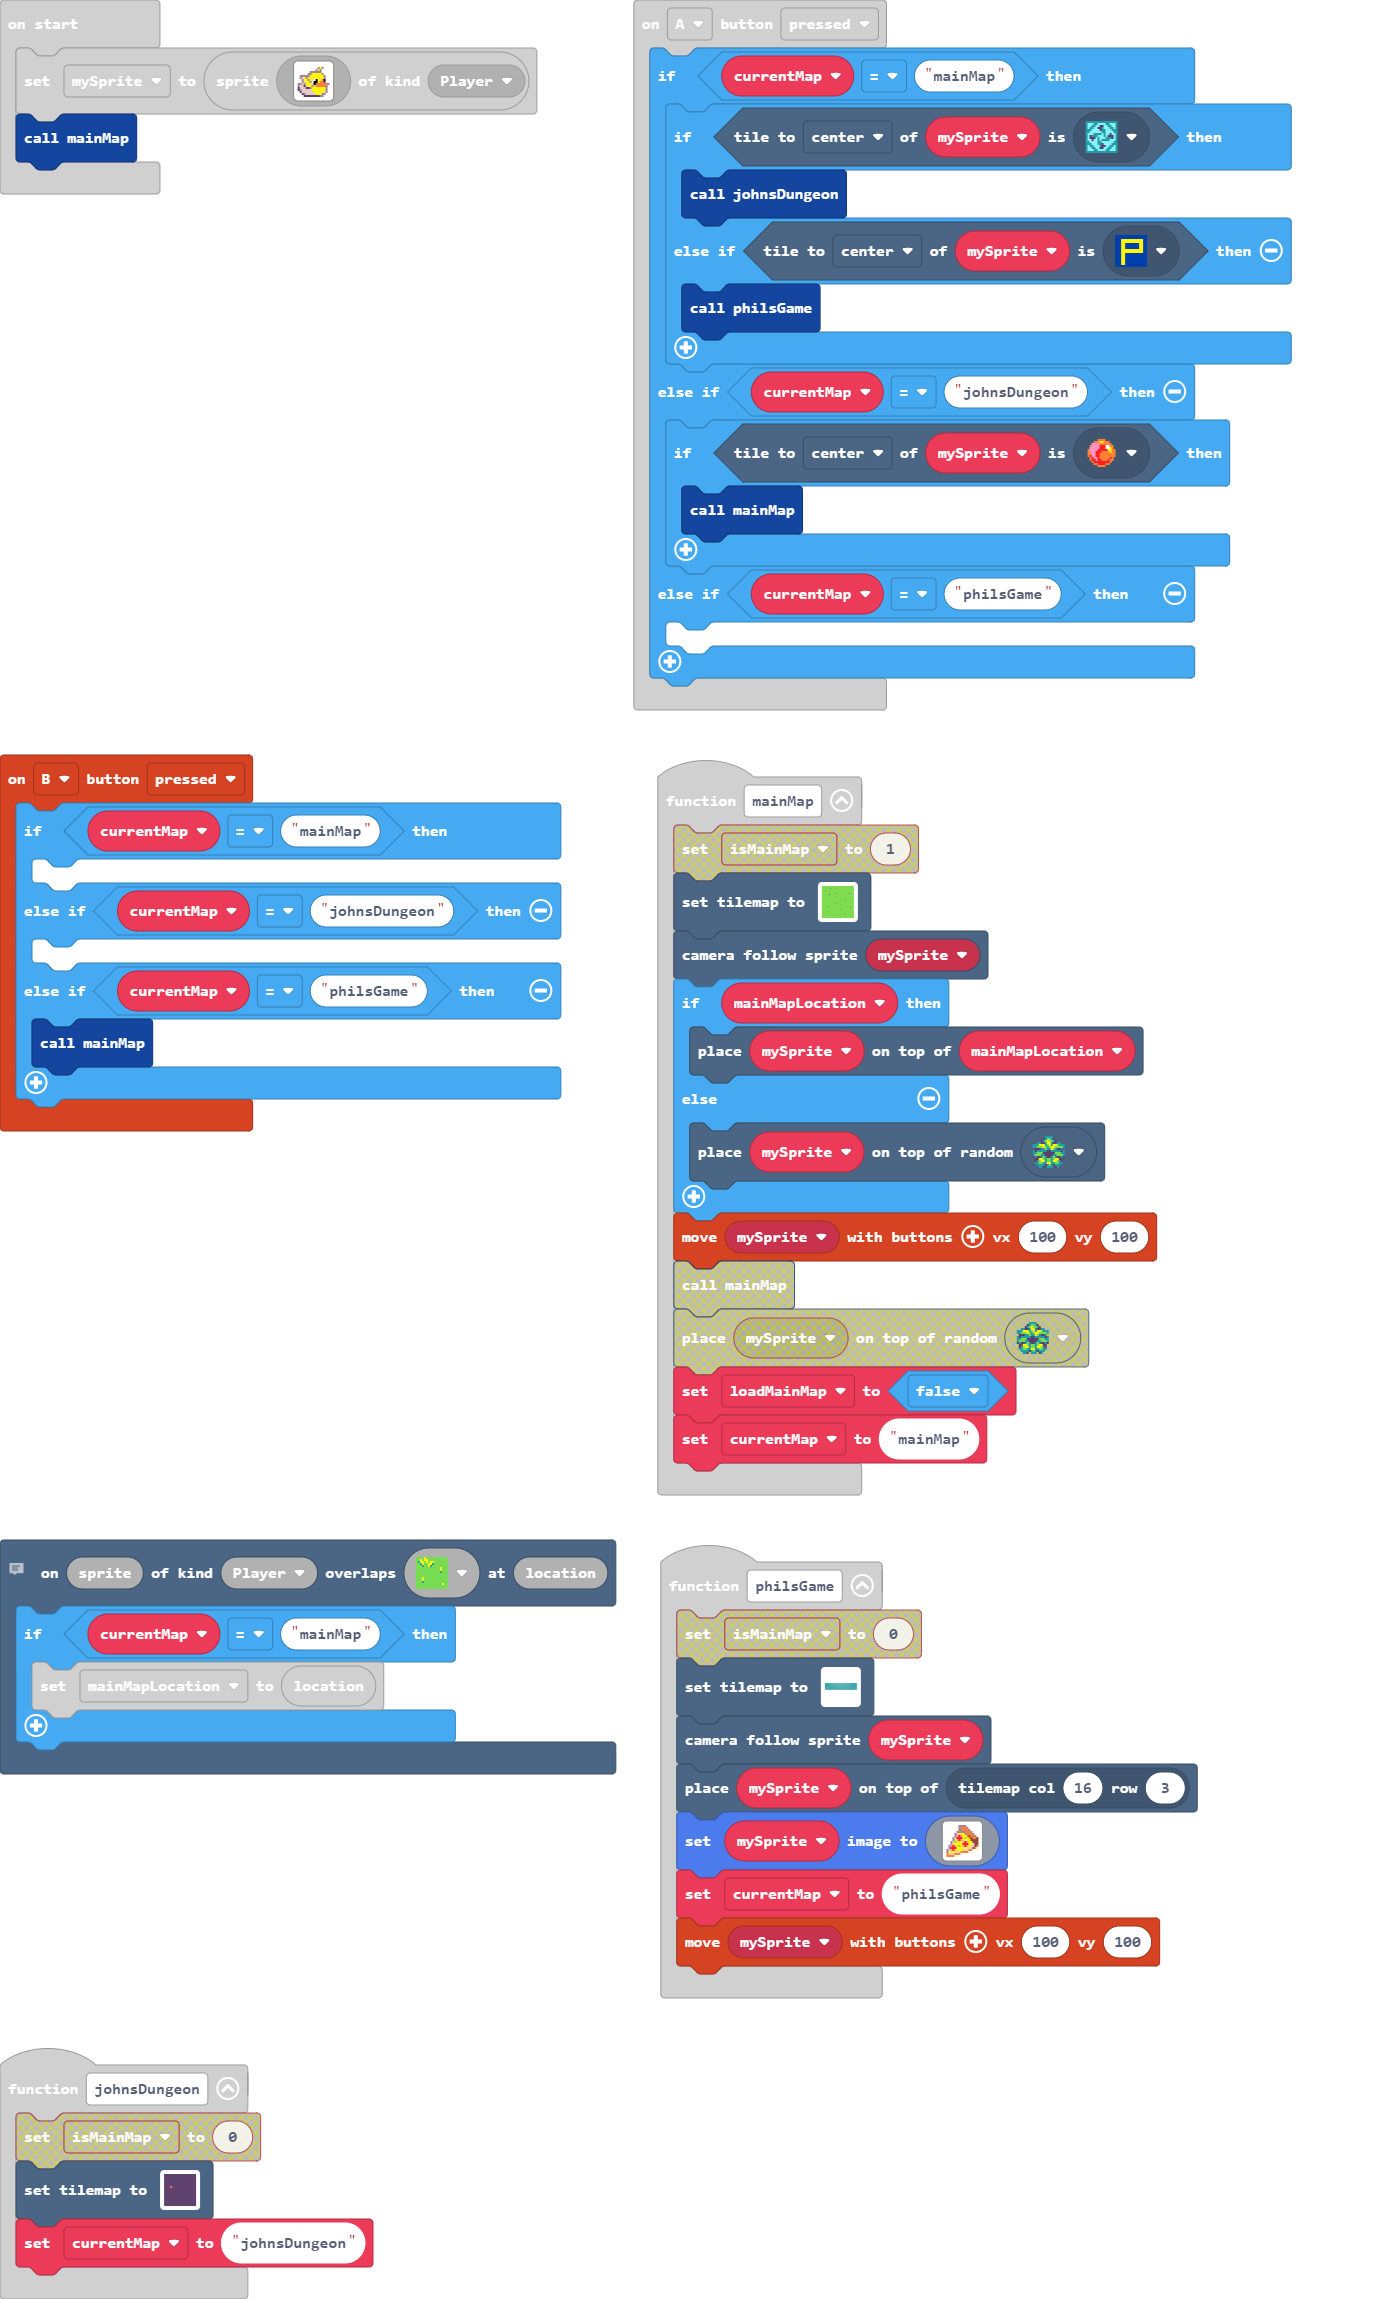 on start
set mySprite to sprite of kind Player
call mainMap
on A button pressed
if currentMap = "mainMap" then
if tile to center of mySprite is then
call johnsDungeon
else if tile to center of mySprite is then
call philsGame
else if currentMap = "johnsDungeon" then
if tile to center of mySprite is then
call mainMap
else if currentMap = "philsGame" then
on B button pressed
if currentMap = "mainMap" then
else if currentMap = "johnsDungeon" then
else if currentMap = "philsGame" then
call mainMap
function mainMap
set isMainMap to 1
set tilemap to
camera follow sprite mySprite
if mainMapLocation then
place mySprite on top of mainMapLocation
else
place mySprite on top of random
move mySprite with buttons vx 100 vy 100
call mainMap
place mySprite on top of random
set loadMainMap to false
set currentMap to "mainMap"
on sprite of kind Player overlaps at location
if currentMap = "mainMap" then
set mainMapLocation to location
function philsGame
set isMainMap to 0
set tilemap to
camera follow sprite mySprite
place mySprite on top of tilemap col 16 row 3
set mySprite image to
set currentMap to "philsGame"
move mySprite with buttons vx 100 vy 100
function johnsDungeon
set isMainMap to 0
set tilemap to
set currentMap to "johnsDungeon"